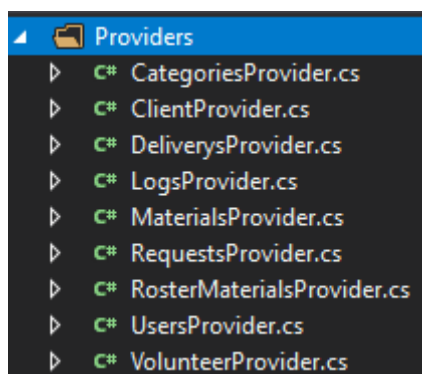 Providers
C# CategoriesProvider.cs
C# ClientProvider.cs
C# DeliverysProvider.cs
C# LogsProvider.cs
C# MaterialsProvider.cs
C# RequestsProvider.cs
C# RosterMaterialsProvider.cs
C# UsersProvider.cs
C# VolunteerProvider.cs